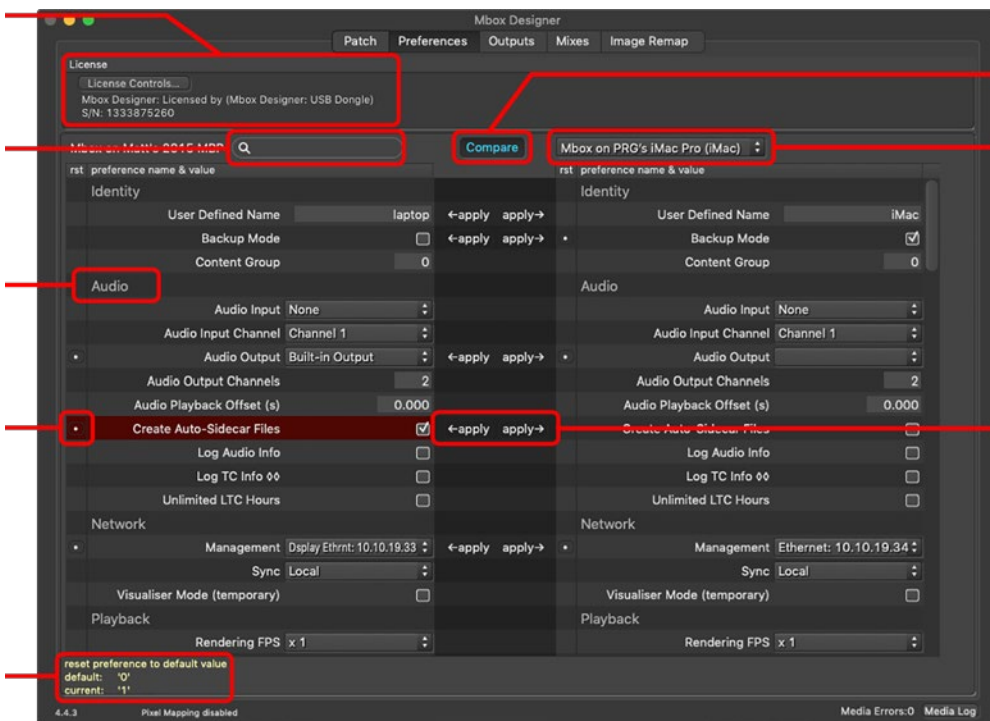 Mbox Designer
Patch Preferences Outputs Mixes Image Remap
License
License Controls...
Mbox Designer: Licensed by (Mbox Designer: USB Dongle)
S/N: 1333875260
Mbox on Matt's 2015 MBP Compare Mbox on PRG's iMac Pro (iMac)
rst preference name & value rst preference name & value
Identity Identity
User Defined Name laptop ←apply apply→ User Defined Name iMac
Backup Mode ←apply apply→ • Backup Mode
Content Group 0 Content Group 0
Audio Audio
Audio Input None Audio Input None
Audio Input Channel Channel 1 Audio Input Channel Channel 1
• Audio Output Built-in Output ←apply apply→ • Audio Output
Audio Output Channels 2 Audio Output Channels 2
Audio Playback Offset (s) 0.000 Audio Playback Offset (s) 0.000
• Create Auto-Sidecar Files ←apply apply→ Create Auto-Sidecar Files
Log Audio Info Log Audio Info
Log TC Info ◊◊ Log TC Info ◊◊
Unlimited LTC Hours Unlimited LTC Hours
Network Network
• Management Dsplay Ethrnt: 10.10.19.33 ←apply apply→ • Management Ethernet: 10.10.19.34
Sync Local Sync Local
Visualiser Mode (temporary) Visualiser Mode (temporary)
Playback Playback
Rendering FPS x 1 Rendering FPS x 1
reset preference to default value
default: '0'
current: '1'
4.4.3 Pixel Mapping disabled Media Errors:0 Media Log